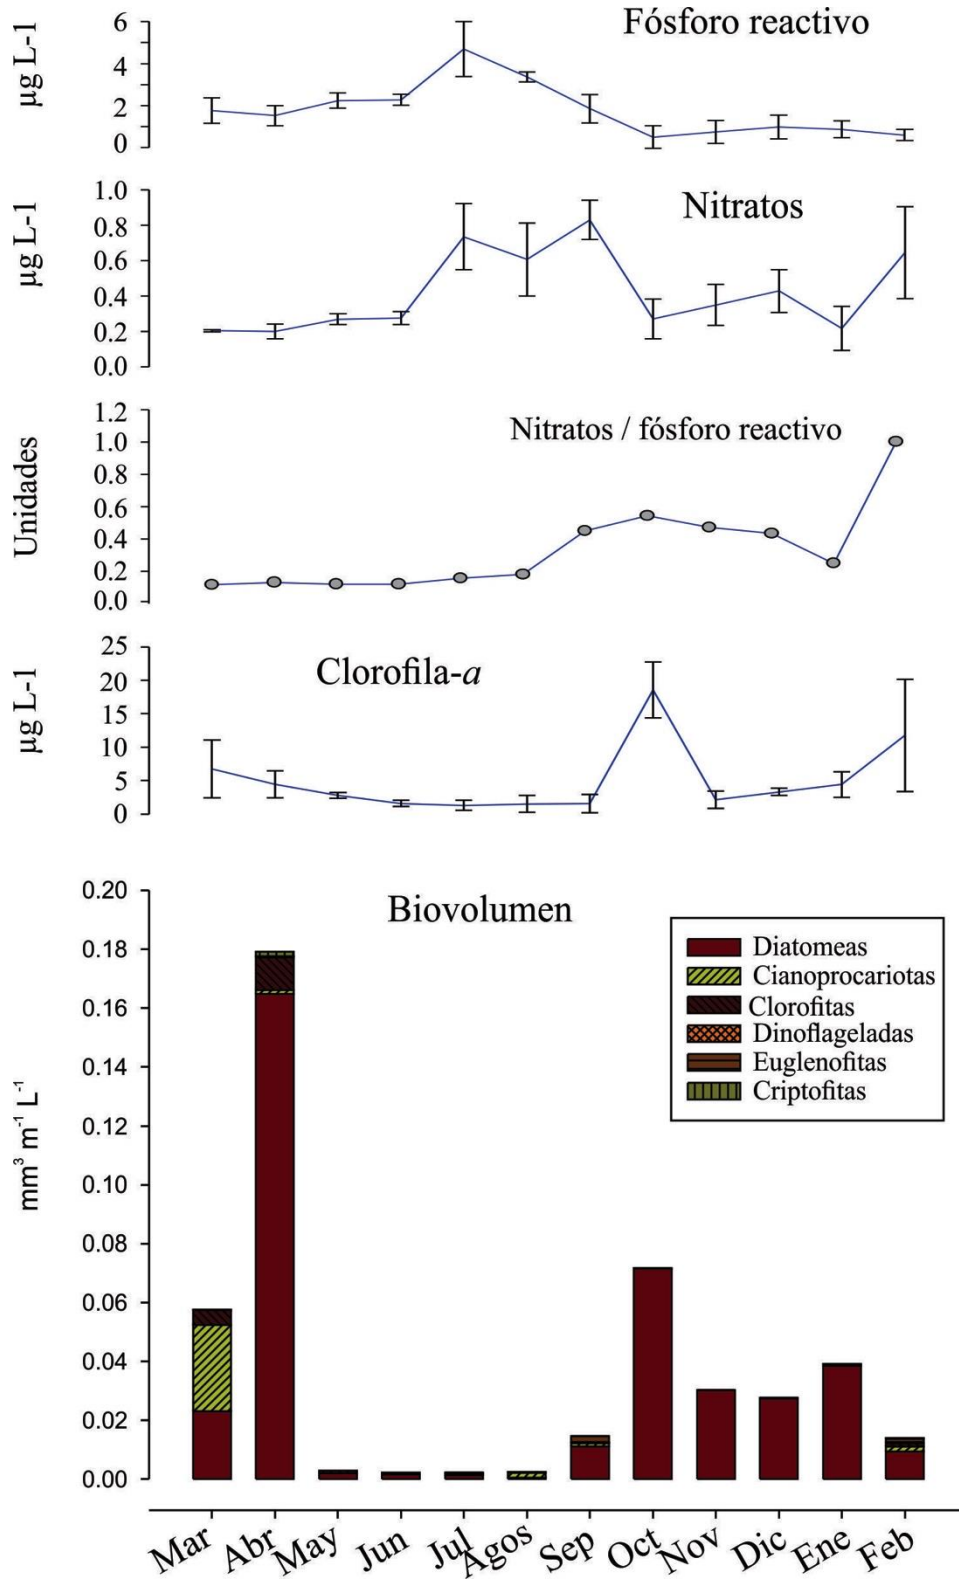 Fósforo reactivo
µg L-1
6
4
2
0
Nitratos
µg L-1
1.0
0.8
0.6
0.4
0.2
0.0
Nitratos / fósforo reactivo
Unidades
1.2
1.0
0.8
0.6
0.4
0.2
0.0
Clorofila-a
µg L-1
25
20
15
10
5
0
Biovolumen
mm³ m⁻¹ L⁻¹
0.20
0.18
0.16
0.14
0.12
0.10
0.08
0.06
0.04
0.02
0.00
Diatomeas
Cianoprocariotas
Clorofitas
Dinoflageladas
Euglenofitas
Criptofitas
Mar Abr May Jun Jul Agos Sep Oct Nov Dic Ene Feb